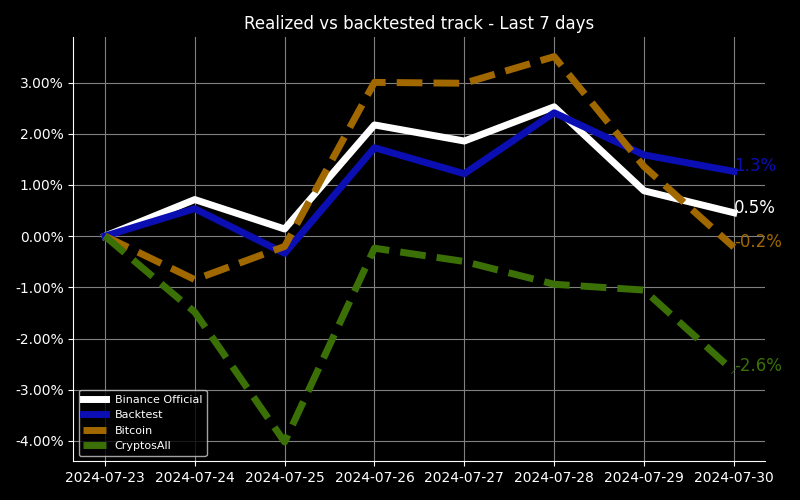 Realized vs backtested track - Last 7 days
3.00%
2.00%
1.00%
0.00%
-1.00%
-2.00%
-3.00%
-4.00%
1.3%
0.5%
-0.2%
-2.6%
Binance Official
Backtest
Bitcoin
CryptosAll
2024-07-23 2024-07-24 2024-07-25 2024-07-26 2024-07-27 2024-07-28 2024-07-29 2024-07-30